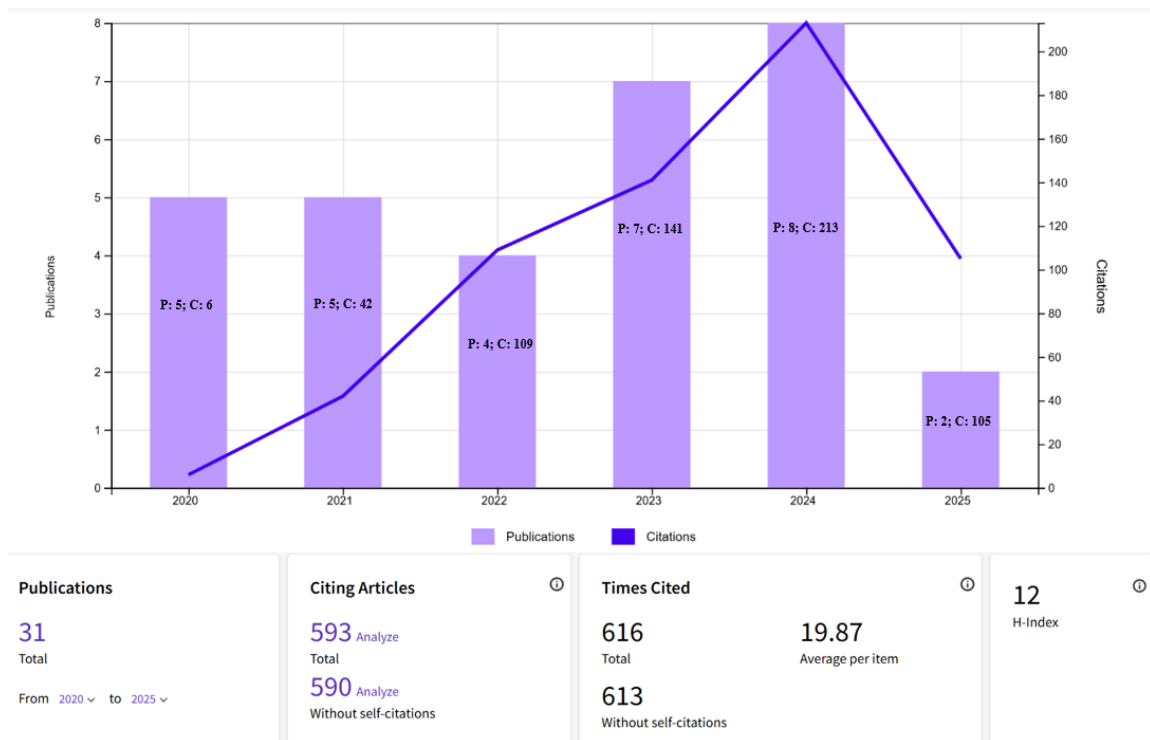 8
7
6
5
4
3
2
1
0
Publications
200
180
160
140
120
100
80
60
40
20
0
Citations
P: 5; C: 6
P: 5; C: 42
P: 4; C: 109
P: 7; C: 141
P: 8; C: 213
P: 2; C: 105
2020 2021 2022 2023 2024 2025
Publications Citations
Publications
31
Total
From 2020 to 2025
Citing Articles
593 Analyze
Total
590 Analyze
Without self-citations
Times Cited
616
Total
19.87
Average per item
613
Without self-citations
12
H-Index